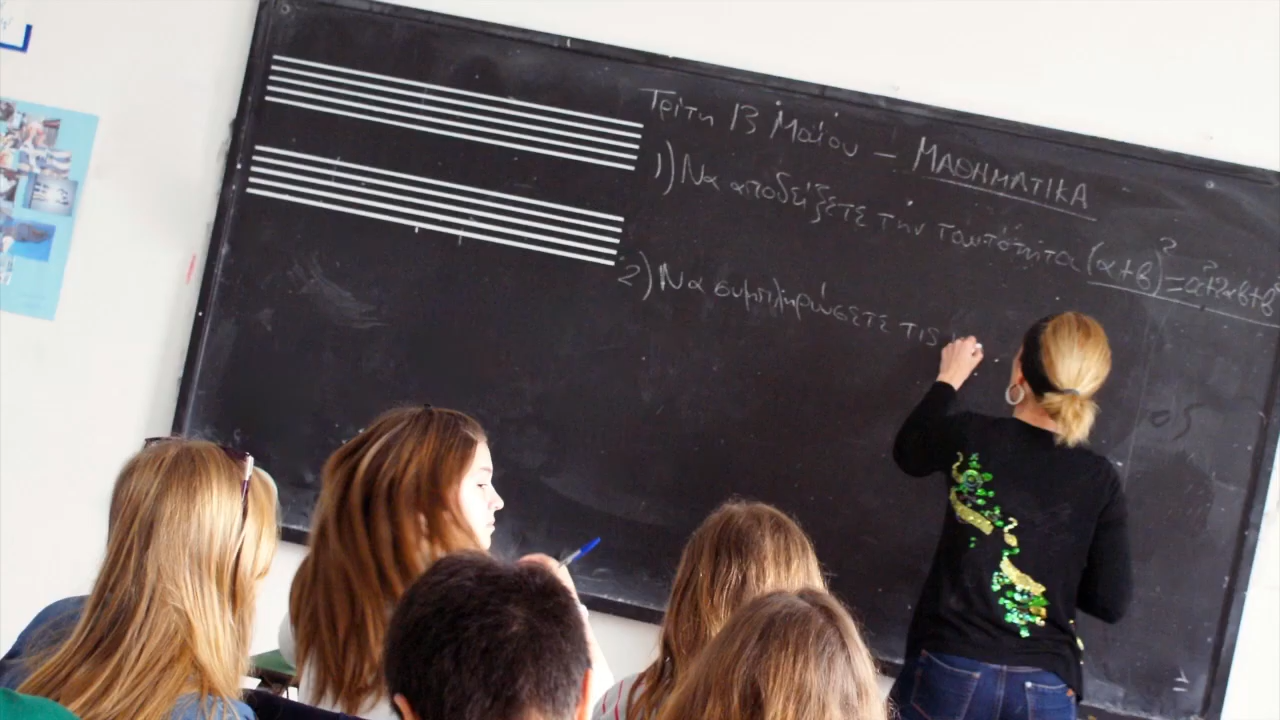 Τρίτη 13 Μαΐου – ΜΑΘΗΜΑΤΙΚΑ
1) Να αποδείξετε την ταυτότητα (α+β)²=α²+2αβ+β²
2) Να συμπληρώσετε τις